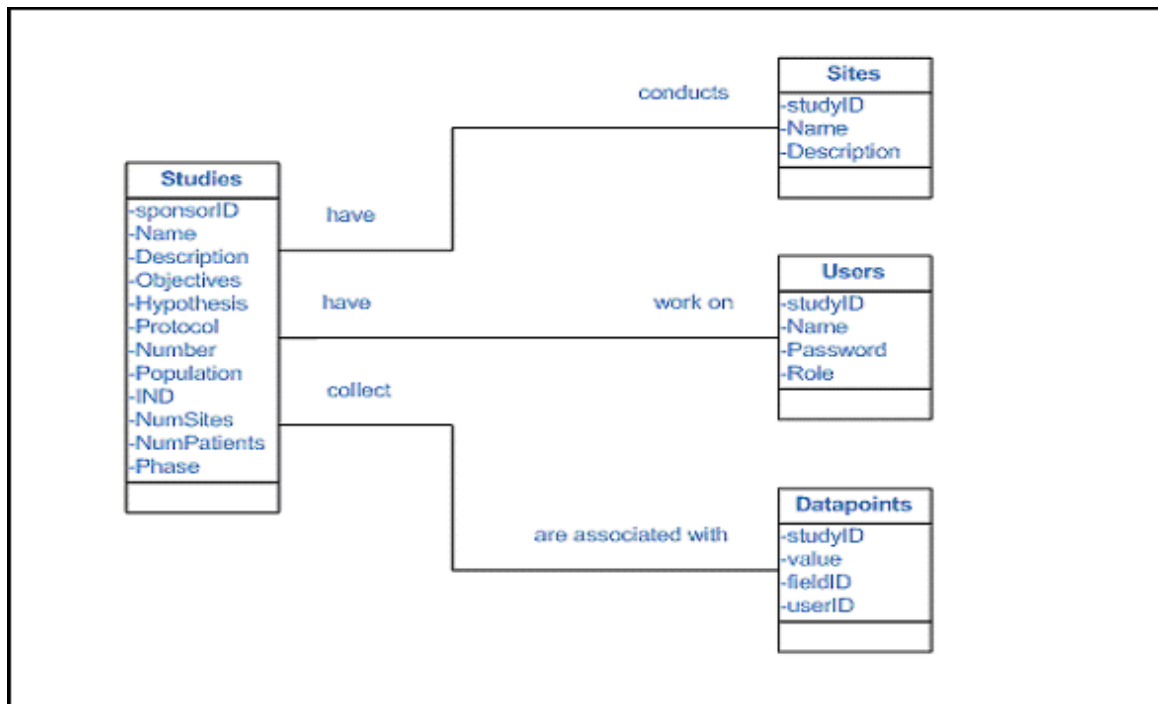 Studies
-sponsorID
-Name
-Description
-Objectives
-Hypothesis
-Protocol
-Number
-Population
-IND
-NumSites
-NumPatients
-Phase
have
conducts
have
work on
collect
are associated with
Sites
-studyID
-Name
-Description
Users
-studyID
-Name
-Password
-Role
Datapoints
-studyID
-value
-fieldID
-userID